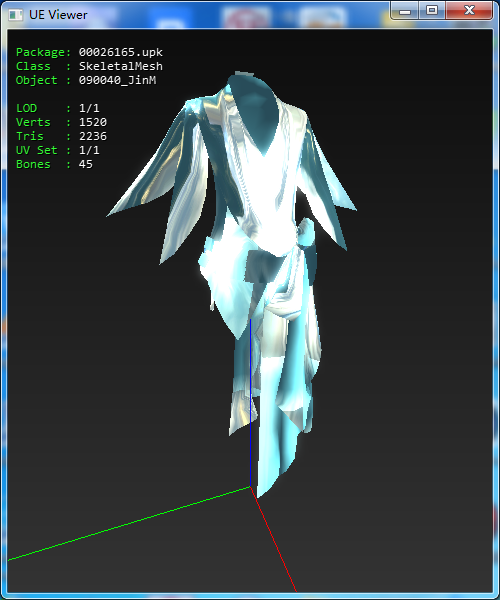 UE Viewer
Package: 00026165.upk
Class : SkeletalMesh
Object : 090040_JinM
LOD : 1/1
Verts : 1520
Tris : 2236
UV Set : 1/1
Bones : 45